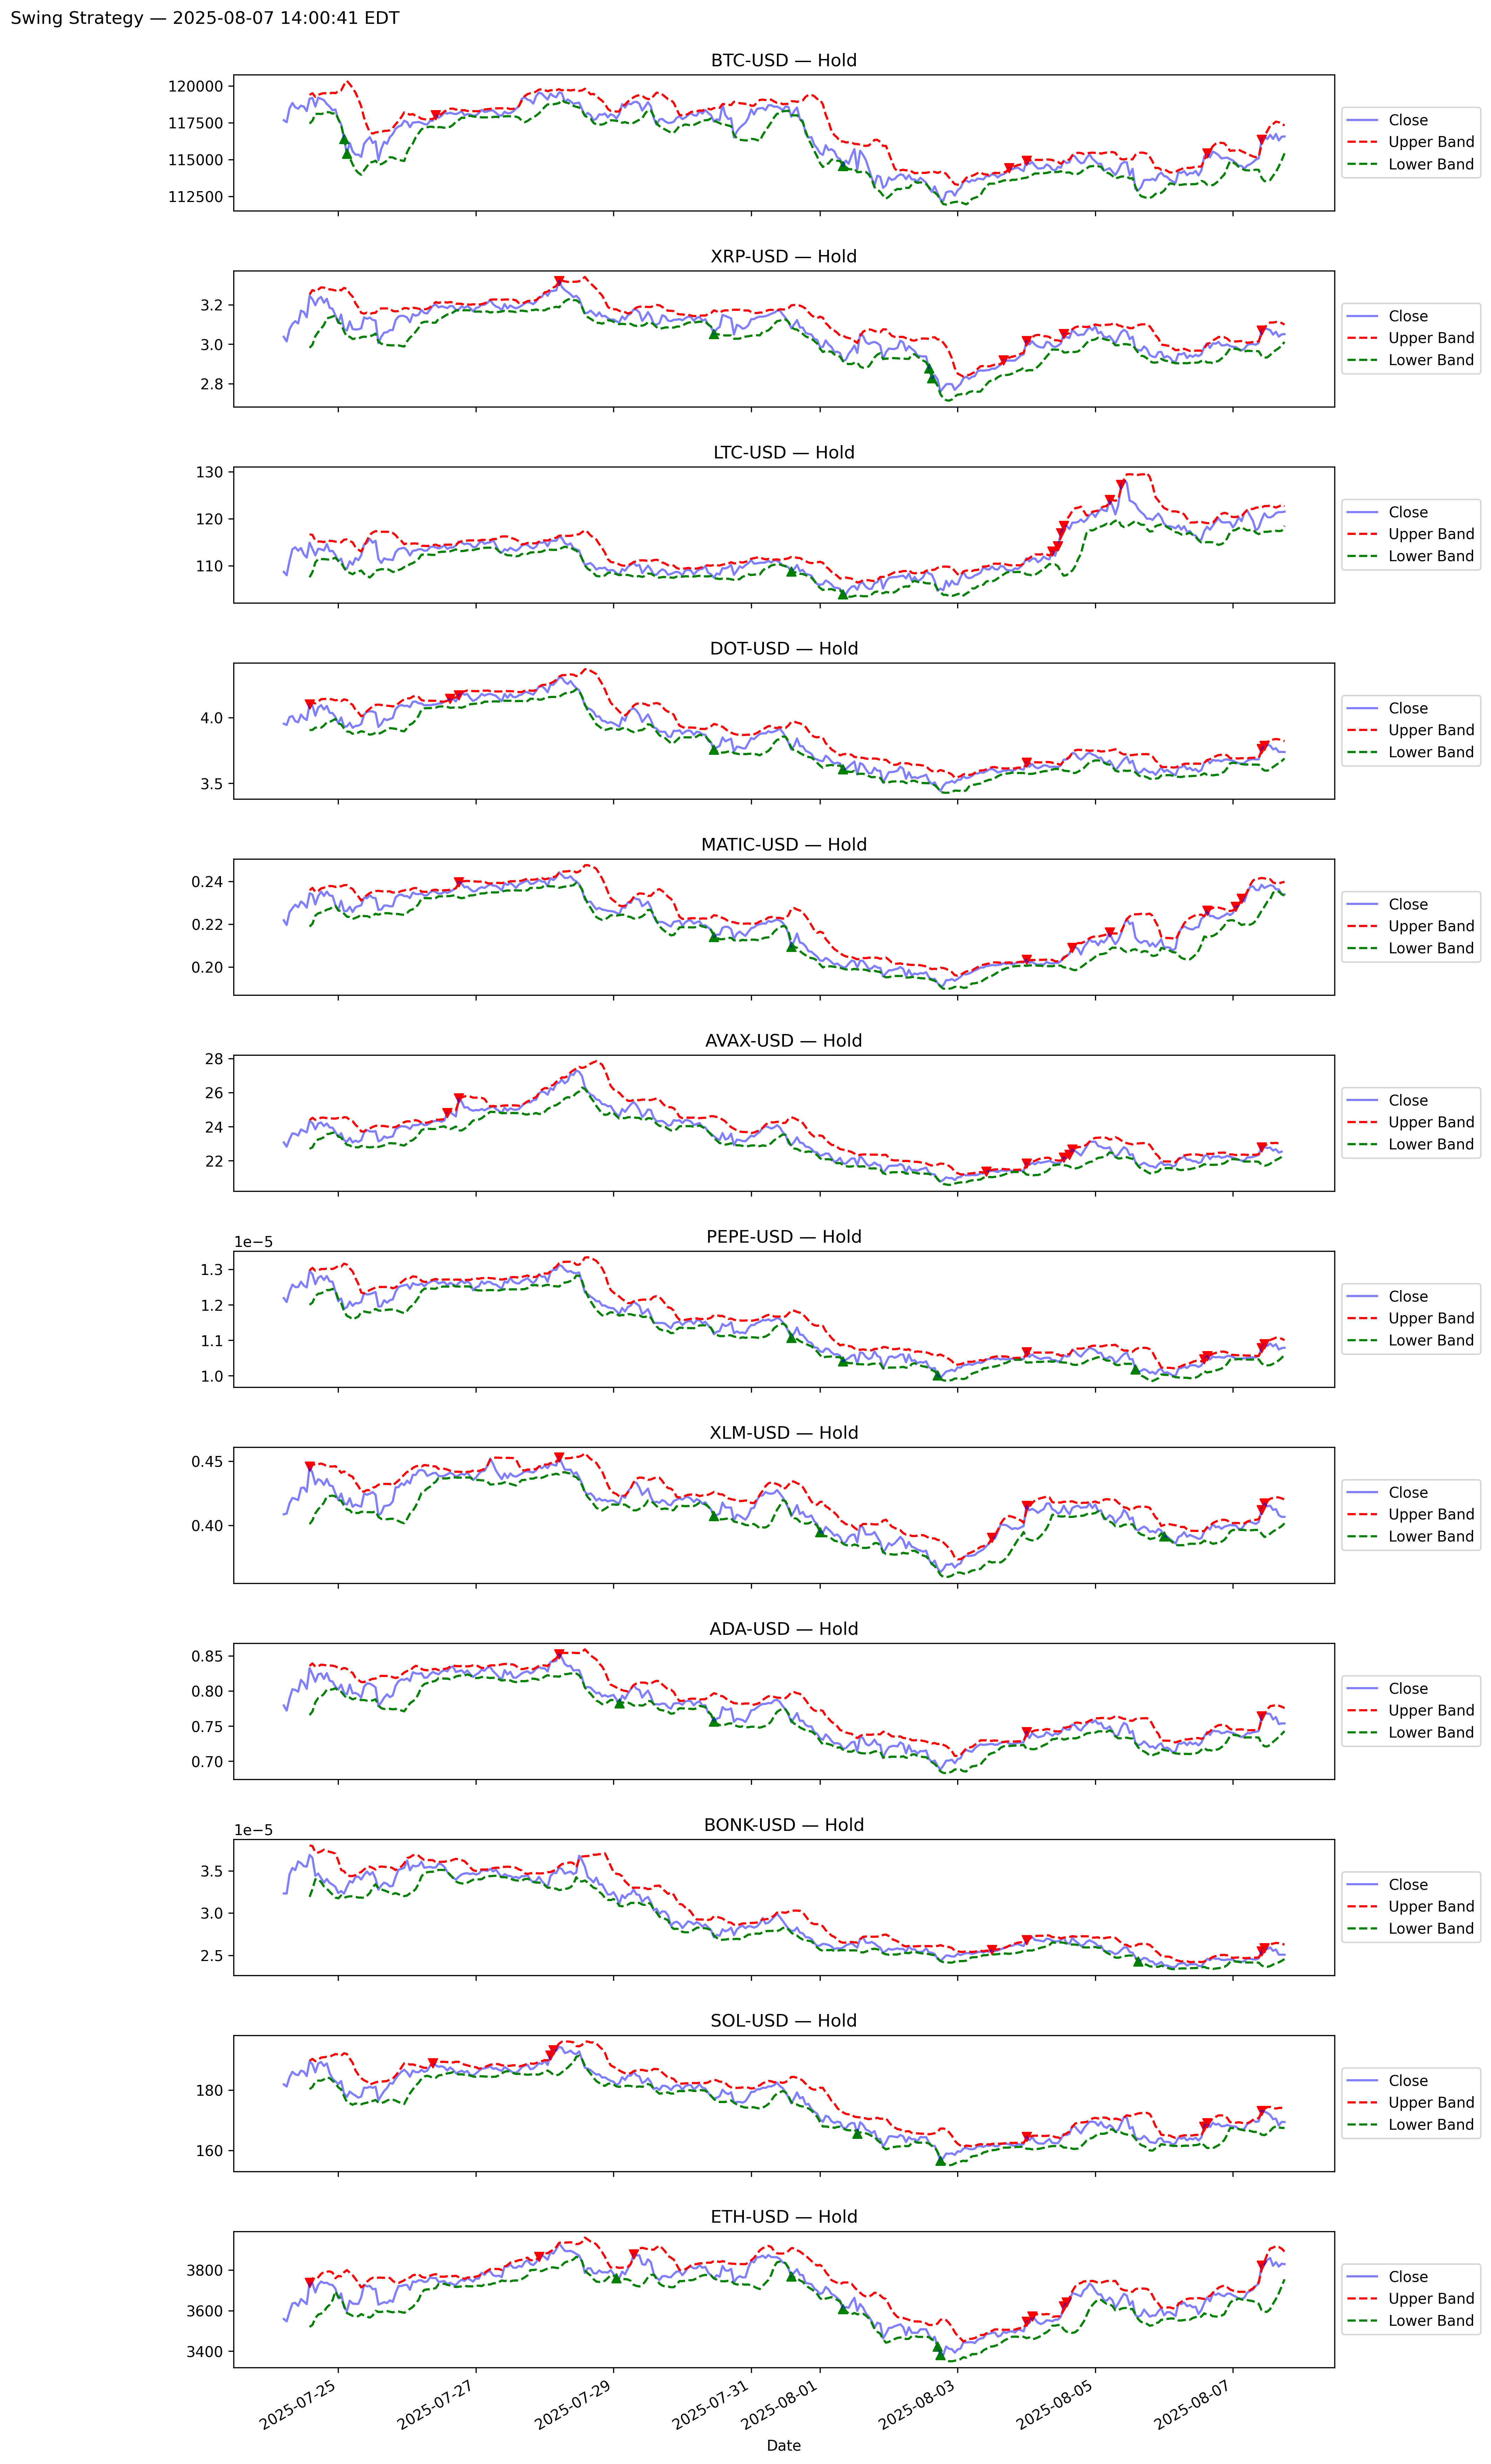 Swing Strategy — 2025-08-07 14:00:41 EDT
BTC-USD — Hold
120000
117500
115000
112500
Close
Upper Band
Lower Band
XRP-USD — Hold
3.2
3.0
2.8
Close
Upper Band
Lower Band
LTC-USD — Hold
130
120
110
Close
Upper Band
Lower Band
DOT-USD — Hold
4.0
3.5
Close
Upper Band
Lower Band
MATIC-USD — Hold
0.24
0.22
0.20
Close
Upper Band
Lower Band
AVAX-USD — Hold
28
26
24
22
Close
Upper Band
Lower Band
PEPE-USD — Hold
1e−5
1.3
1.2
1.1
1.0
Close
Upper Band
Lower Band
XLM-USD — Hold
0.45
0.40
Close
Upper Band
Lower Band
ADA-USD — Hold
0.85
0.80
0.75
0.70
Close
Upper Band
Lower Band
BONK-USD — Hold
1e−5
3.5
3.0
2.5
Close
Upper Band
Lower Band
SOL-USD — Hold
180
160
Close
Upper Band
Lower Band
ETH-USD — Hold
3800
3600
3400
Close
Upper Band
Lower Band
2025-07-25
2025-07-27
2025-07-29
2025-07-31
2025-08-01
2025-08-03
2025-08-05
2025-08-07
Date